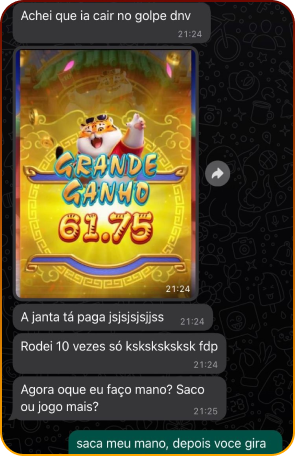 Achei que ia cair no golpe dnv
21:24
GRANDE
GANHO
61.75
21:24
A janta tá paga jsjsjsjsjjss
21:24
Rodei 10 vezes só ksksksksksk fdp
21:24
Agora oque eu faço mano? Saco
ou jogo mais?
21:25
saca meu mano, depois voce gira